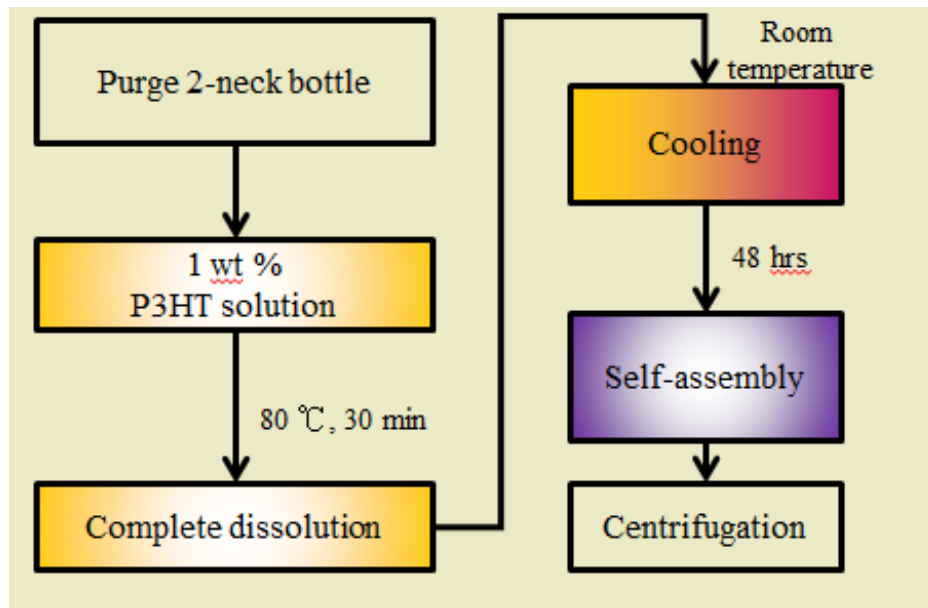 Purge 2-neck bottle
1 wt %
P3HT solution
80 ℃, 30 min
Complete dissolution
Room
temperature
Cooling
48 hrs
Self-assembly
Centrifugation